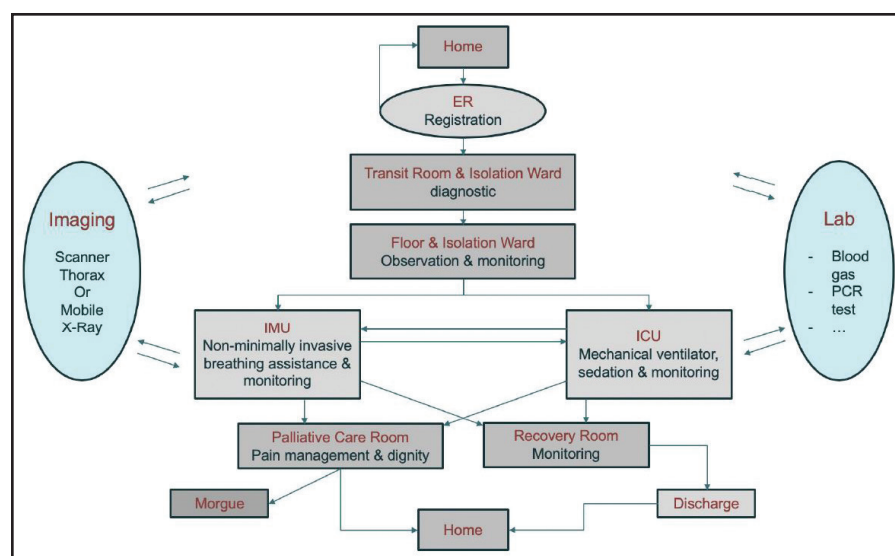 Home
ER
Registration
Transit Room & Isolation Ward
diagnostic
Imaging
Scanner
Thorax
Or
Mobile
X-Ray
Floor & Isolation Ward
Observation & monitoring
Lab
- Blood
gas
- PCR
test
- ...
IMU
Non-minimally invasive
breathing assistance &
monitoring
ICU
Mechanical ventilator,
sedation & monitoring
Palliative Care Room
Pain management & dignity
Recovery Room
Monitoring
Morgue
Discharge
Home